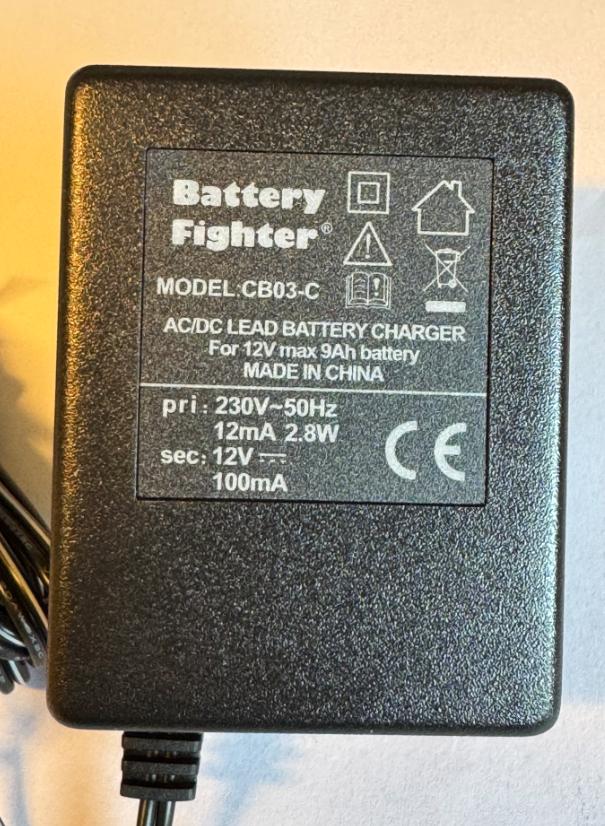 Battery
Fighter®
MODEL:CB03-C
AC/DC LEAD BATTERY CHARGER
For 12V max 9Ah battery
MADE IN CHINA
pri: 230V~50Hz
12mA 2.8W
sec: 12V ⎓
100mA
CE